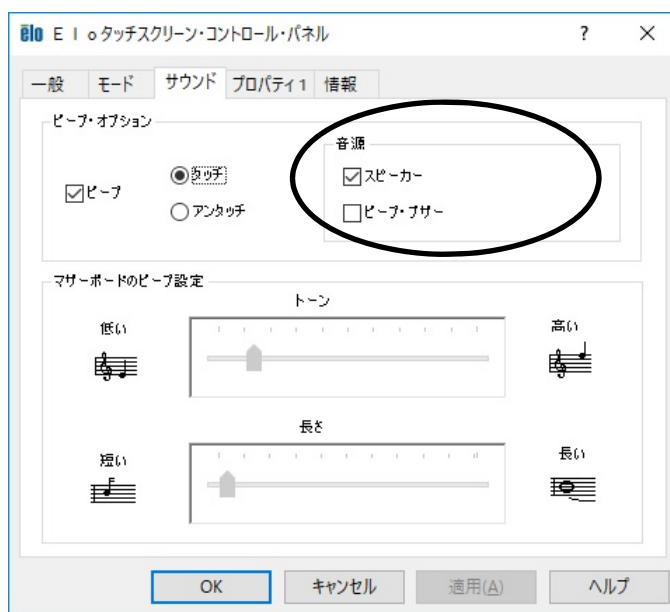 elo E l o タッチスクリーン・コントロール・パネル ? ×
一般 モード サウンド プロパティ 1 情報
ビープ・オプション
音源
ビープ
タッチ
アンタッチ
スピーカー
ビープ・ブザー
マザーボードのビープ設定
トーン
低い
高い
長さ
短い
長い
OK キャンセル 適用(A) ヘルプ